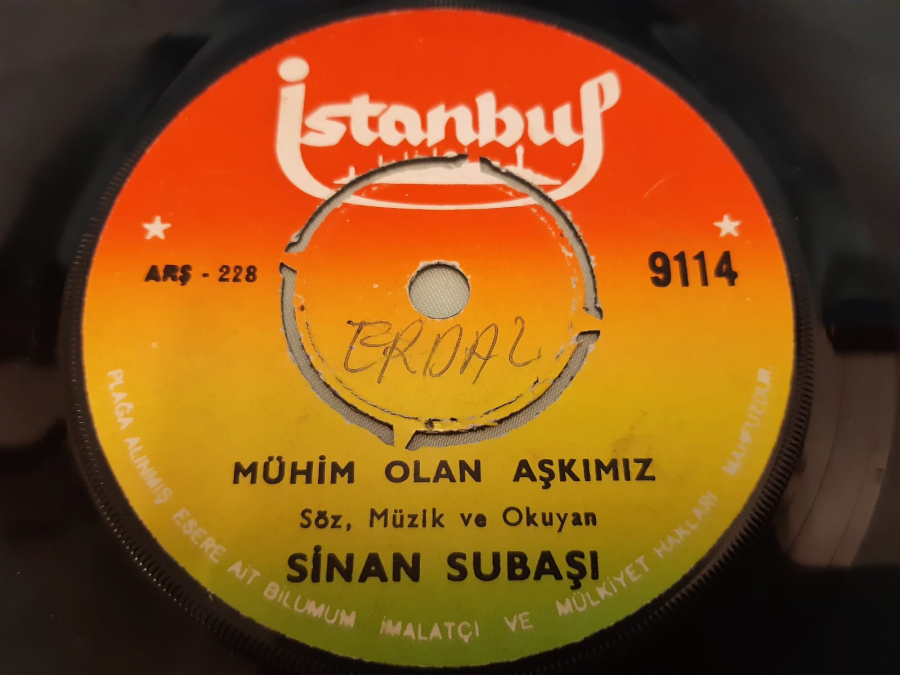 İstanbul
ARŞ - 228
9114
ERDAL
MÜHİM OLAN AŞKIMIZ
Söz, Müzik ve Okuyan
SİNAN SUBAŞI
PLAĞA ALINMIŞ ESERE AİT BİLUMUM İMALATÇI VE MÜLKİYET HAKLARI MAHFUZDUR.